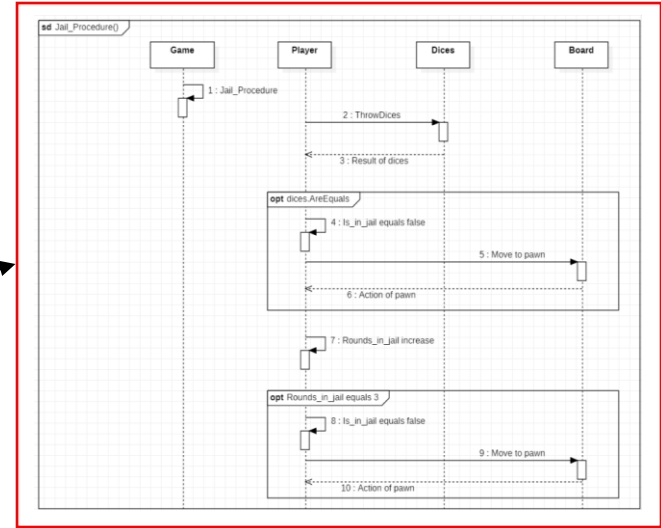 sd Jail_Procedure()
Game Player Dices Board
1 : Jail_Procedure
2 : ThrowDices
3 : Result of dices
opt dices.AreEquals
4 : Is_in_jail equals false
5 : Move to pawn
6 : Action of pawn
7 : Rounds_in_jail increase
opt Rounds_in_jail equals 3
8 : Is_in_jail equals false
9 : Move to pawn
10 : Action of pawn